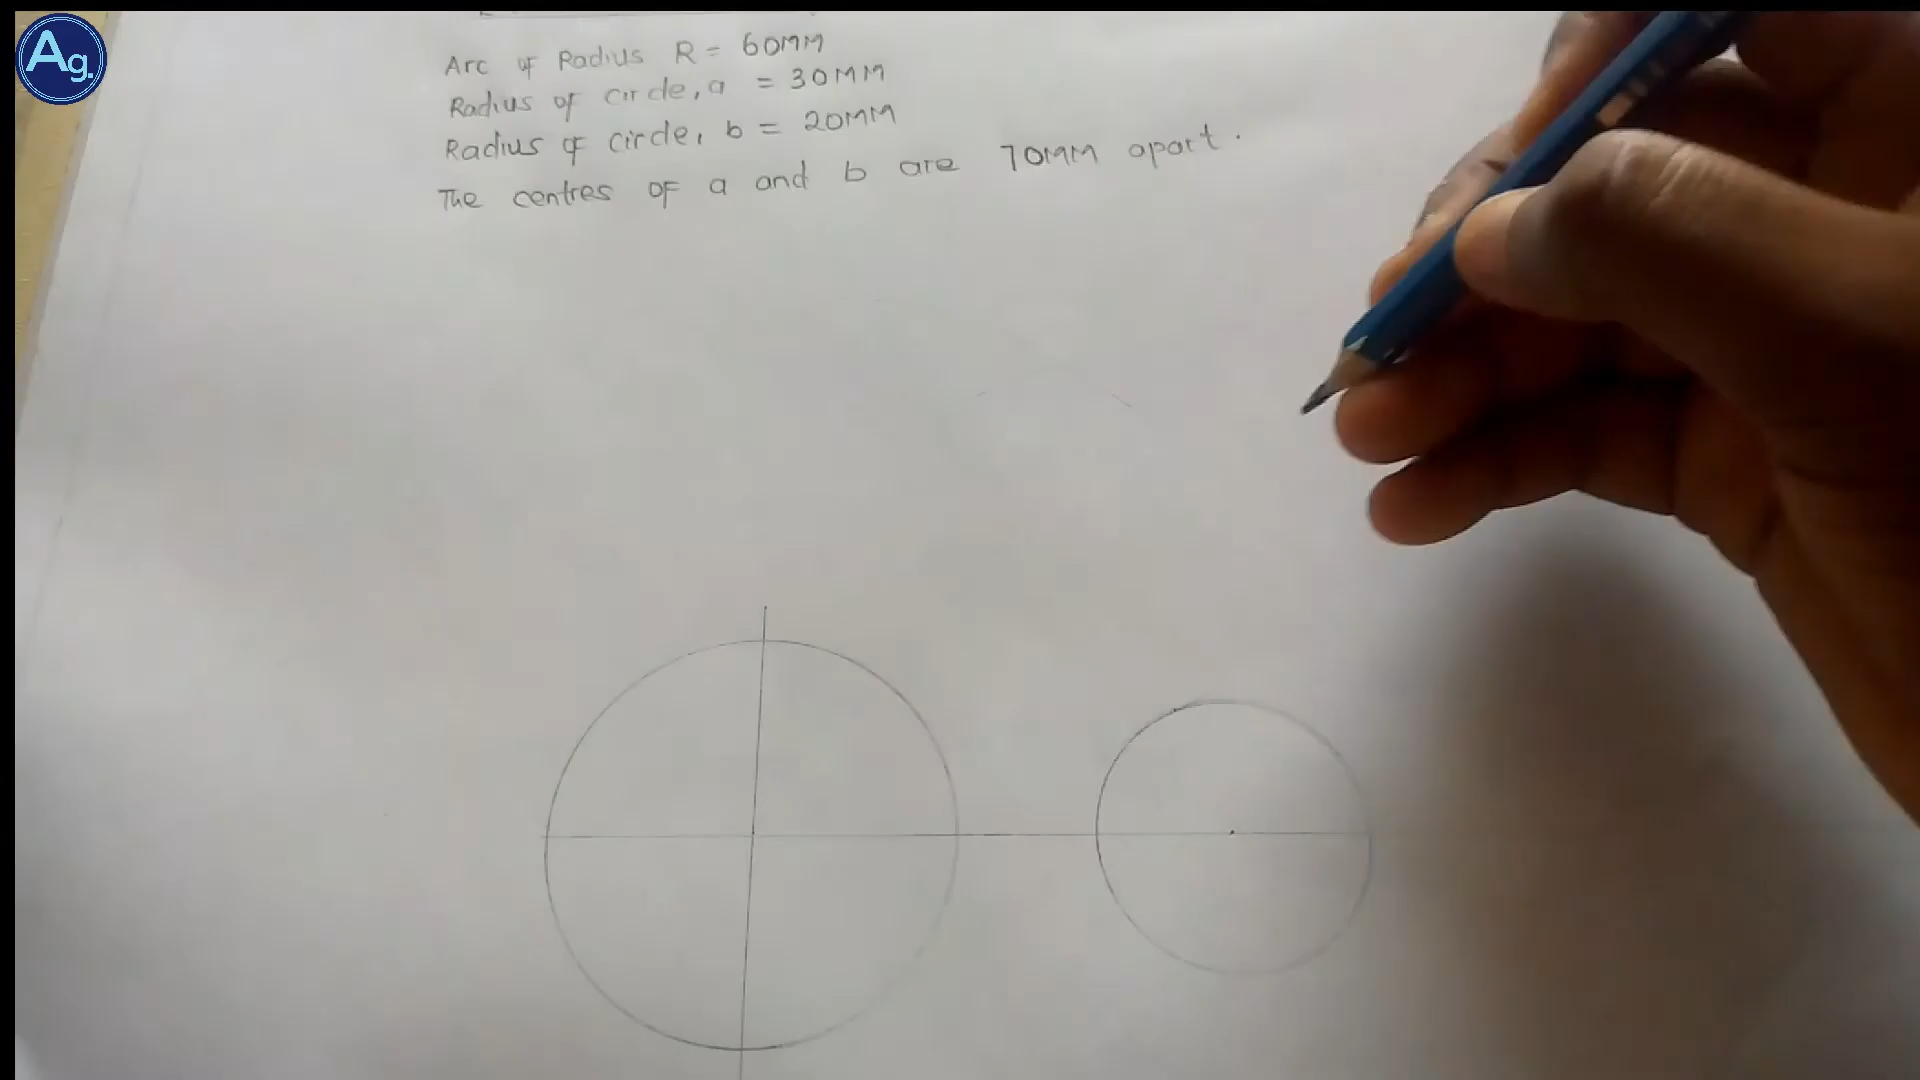 Ag.
Arc of Radius R = 60MM
Radius of circle, a = 30MM
Radius of circle, b = 20MM
The centres of a and b are 70MM apart.